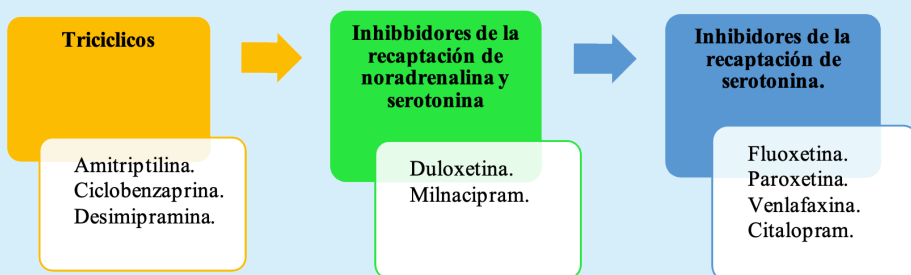 Triciclicos
Amitriptilina.
Ciclobenzaprina.
Desimipramina.
Inhibbidores de la
recaptación de
noradrenalina y
serotonina
Duloxetina.
Milnacipram.
Inhibidores de la
recaptación de
serotonina.
Fluoxetina.
Paroxetina.
Venlafaxina.
Citalopram.